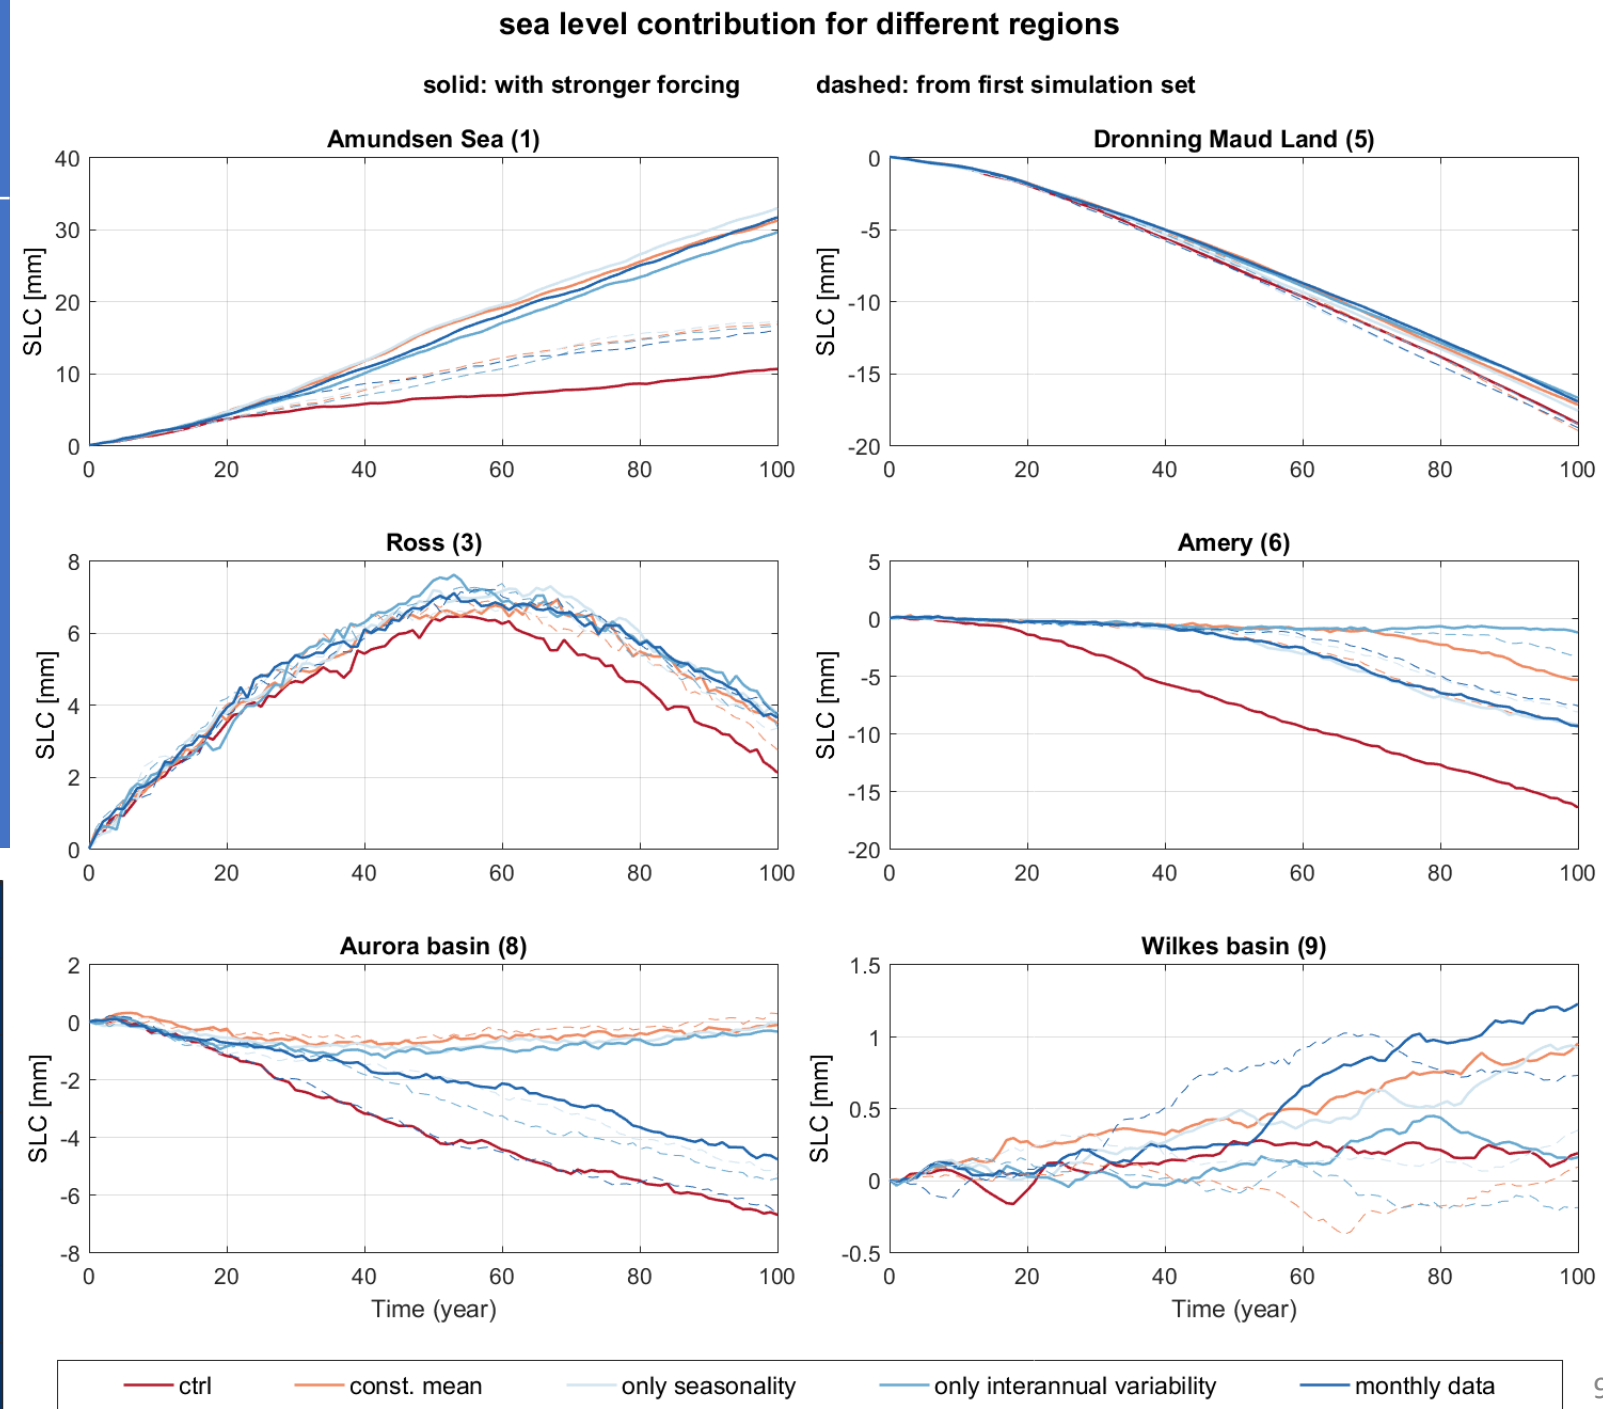 sea level contribution for different regions
solid: with stronger forcing dashed: from first simulation set
Amundsen Sea (1)
SLC [mm]
40
30
20
10
0
0 20 40 60 80 100
Dronning Maud Land (5)
SLC [mm]
0
-5
-10
-15
-20
0 20 40 60 80 100
Ross (3)
SLC [mm]
8
6
4
2
0
0 20 40 60 80 100
Amery (6)
SLC [mm]
5
0
-5
-10
-15
-20
0 20 40 60 80 100
Aurora basin (8)
SLC [mm]
2
0
-2
-4
-6
-8
0 20 40 60 80 100
Time (year)
Wilkes basin (9)
SLC [mm]
1.5
1
0.5
0
-0.5
0 20 40 60 80 100
Time (year)
ctrl const. mean only seasonality only interannual variability monthly data
9